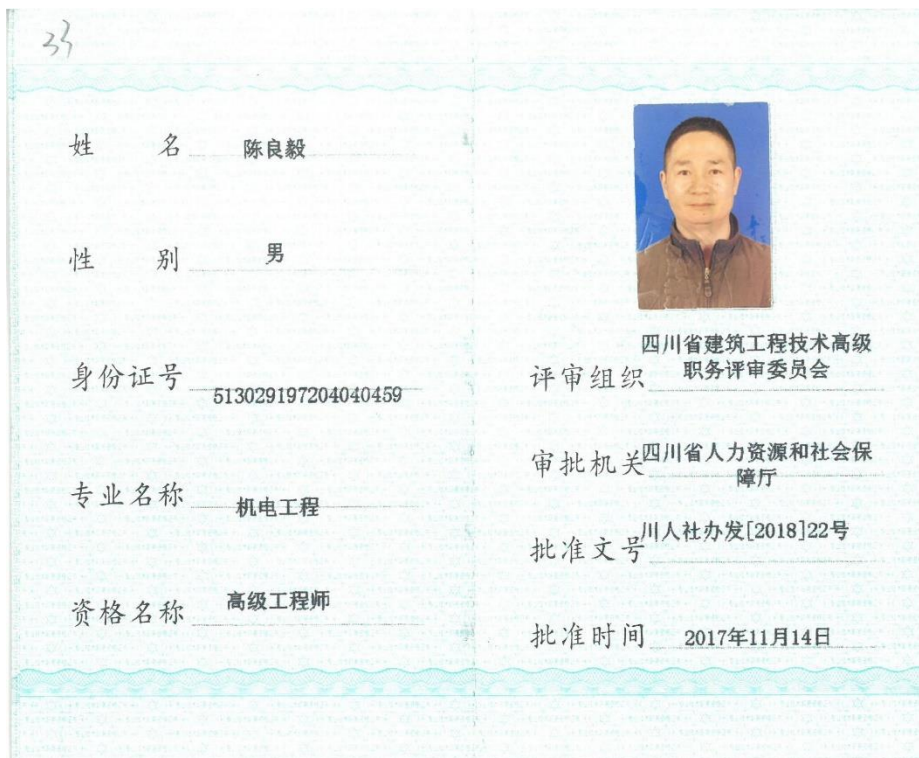 33
姓 名 陈良毅
性 别 男
身份证号 513029197204040459
专业名称 机电工程
资格名称 高级工程师
评审组织 四川省建筑工程技术高级
职务评审委员会
审批机关 四川省人力资源和社会保
障厅
批准文号 川人社办发[2018]22号
批准时间 2017年11月14日